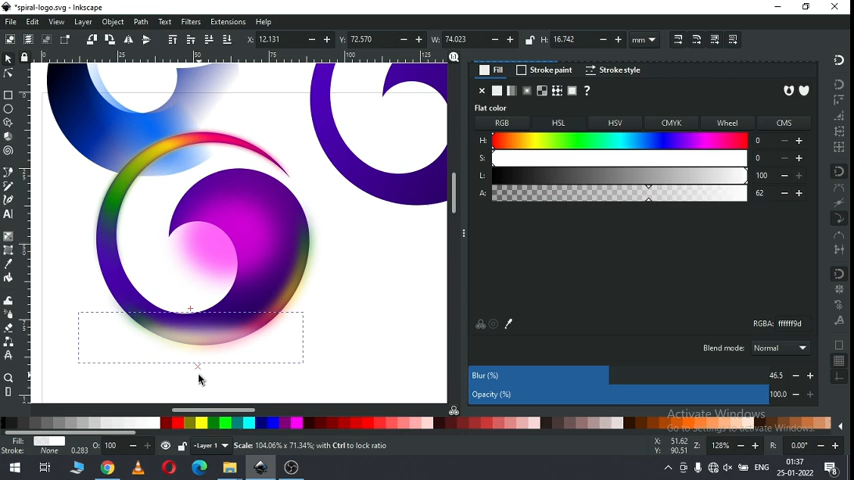 *spiral-logo.svg - Inkscape
File Edit View Layer Object Path Text Filters Extensions Help
X: 12.131 Y: 72.570 W: 74.023 H: 16.742 mm
Fill Stroke paint Stroke style
Flat color
RGB HSL HSV CMYK Wheel CMS
H: 0
S: 0
L: 100
A: 62
RGBA: ffffff9d
Blend mode: Normal
Blur (%) 46.5
Opacity (%) 100.0
Activate Windows
Go to Settings to activate Windows.
Fill:
Stroke: None 0.283 O: 100 Layer 1 Scale: 104.06% x 71.34%; with Ctrl to lock ratio X: 51.62 Y: 90.51 Z: 128% R: 0.00°
ENG 01:37 25-01-2022